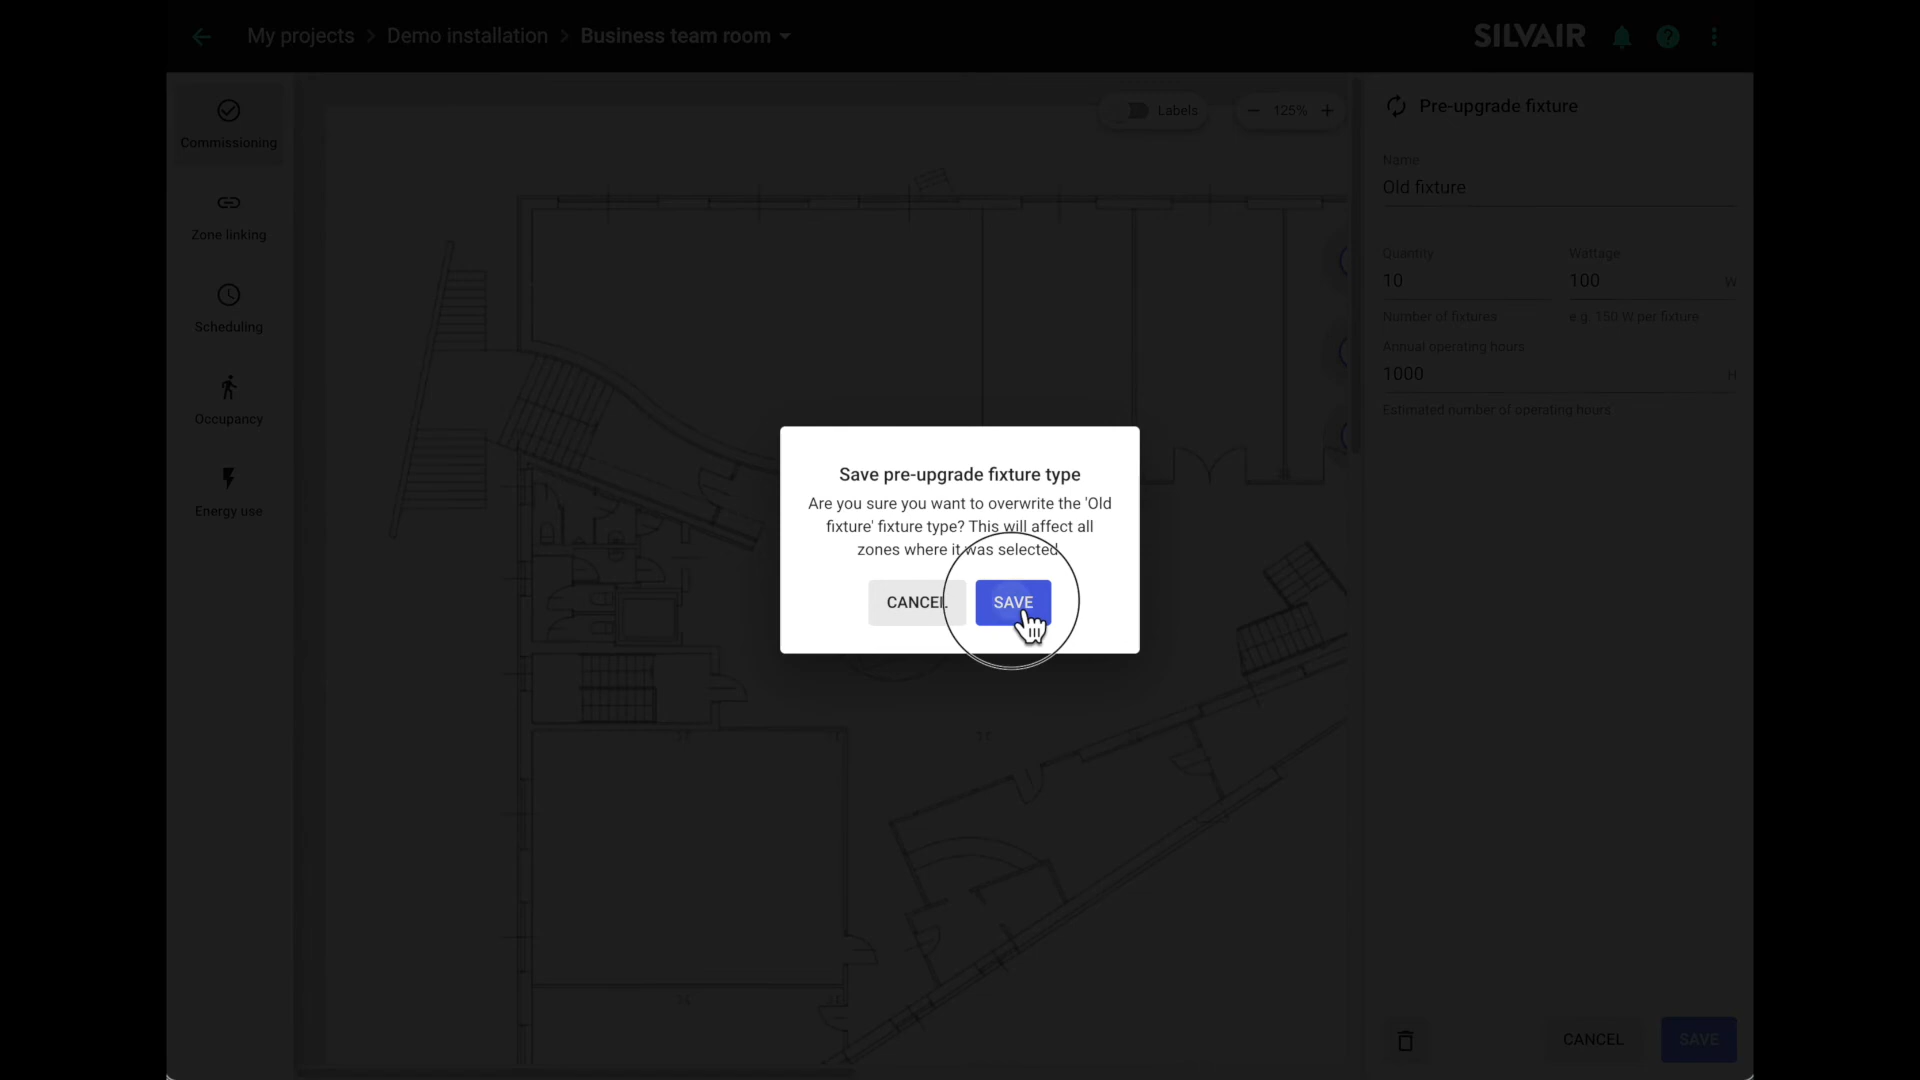 My projects > Demo installation > Business team room
SILVAIR
Commissioning
Zone linking
Scheduling
Occupancy
Energy use
Labels
125%
Pre-upgrade fixture
Name
Old fixture
Quantity
Wattage
10
100
W
Number of fixtures
e.g. 150 W per fixture
Annual operating hours
1000
H
Estimated number of operating hours
Save pre-upgrade fixture type
Are you sure you want to overwrite the 'Old
fixture' fixture type? This will affect all
zones where it was selected.
CANCEL
SAVE
CANCEL
SAVE